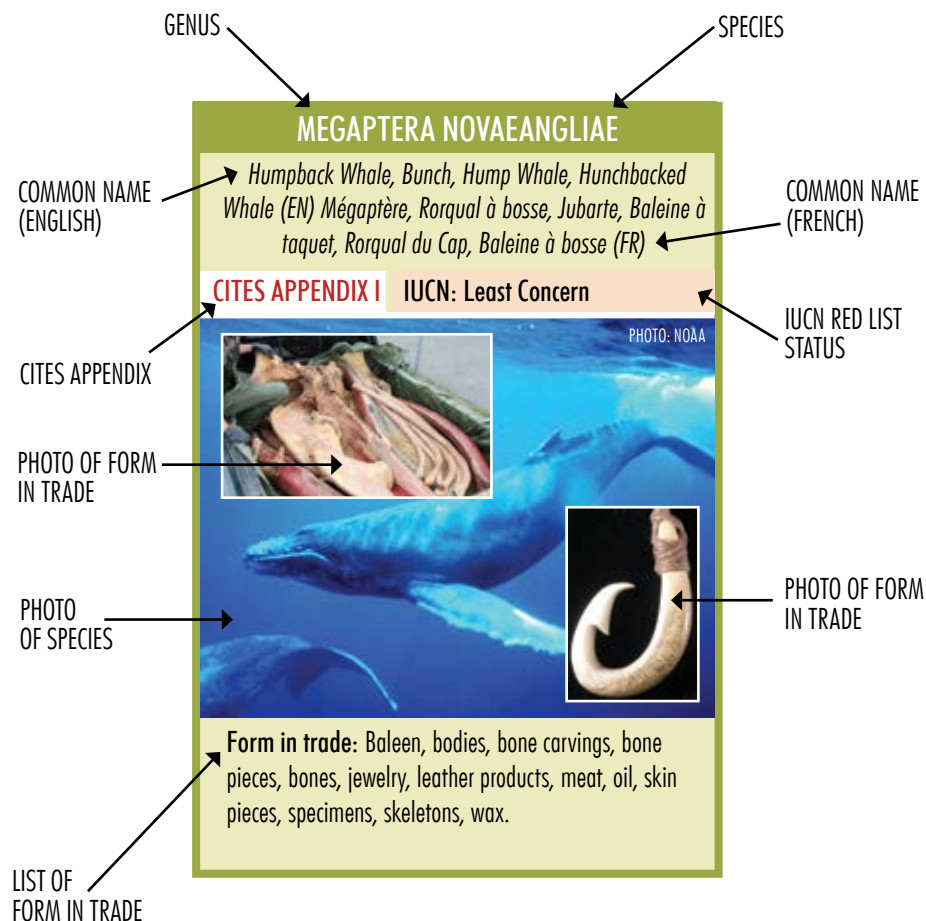 GENUS
SPECIES
MEGAPTERA NOVAEANGLIAE
COMMON NAME
(ENGLISH)
Humpback Whale, Bunch, Hump Whale, Hunchbacked
Whale (EN) Mégaptère, Rorqual à bosse, Jubarte, Baleine à
taquet, Rorqual du Cap, Baleine à bosse (FR)
COMMON NAME
(FRENCH)
CITES APPENDIX I
IUCN: Least Concern
IUCN RED LIST
STATUS
PHOTO: NOAA
CITES APPENDIX
PHOTO OF FORM
IN TRADE
PHOTO OF FORM
IN TRADE
PHOTO
OF SPECIES
Form in trade: Baleen, bodies, bone carvings, bone
pieces, bones, jewelry, leather products, meat, oil, skin
pieces, specimens, skeletons, wax.
LIST OF
FORM IN TRADE